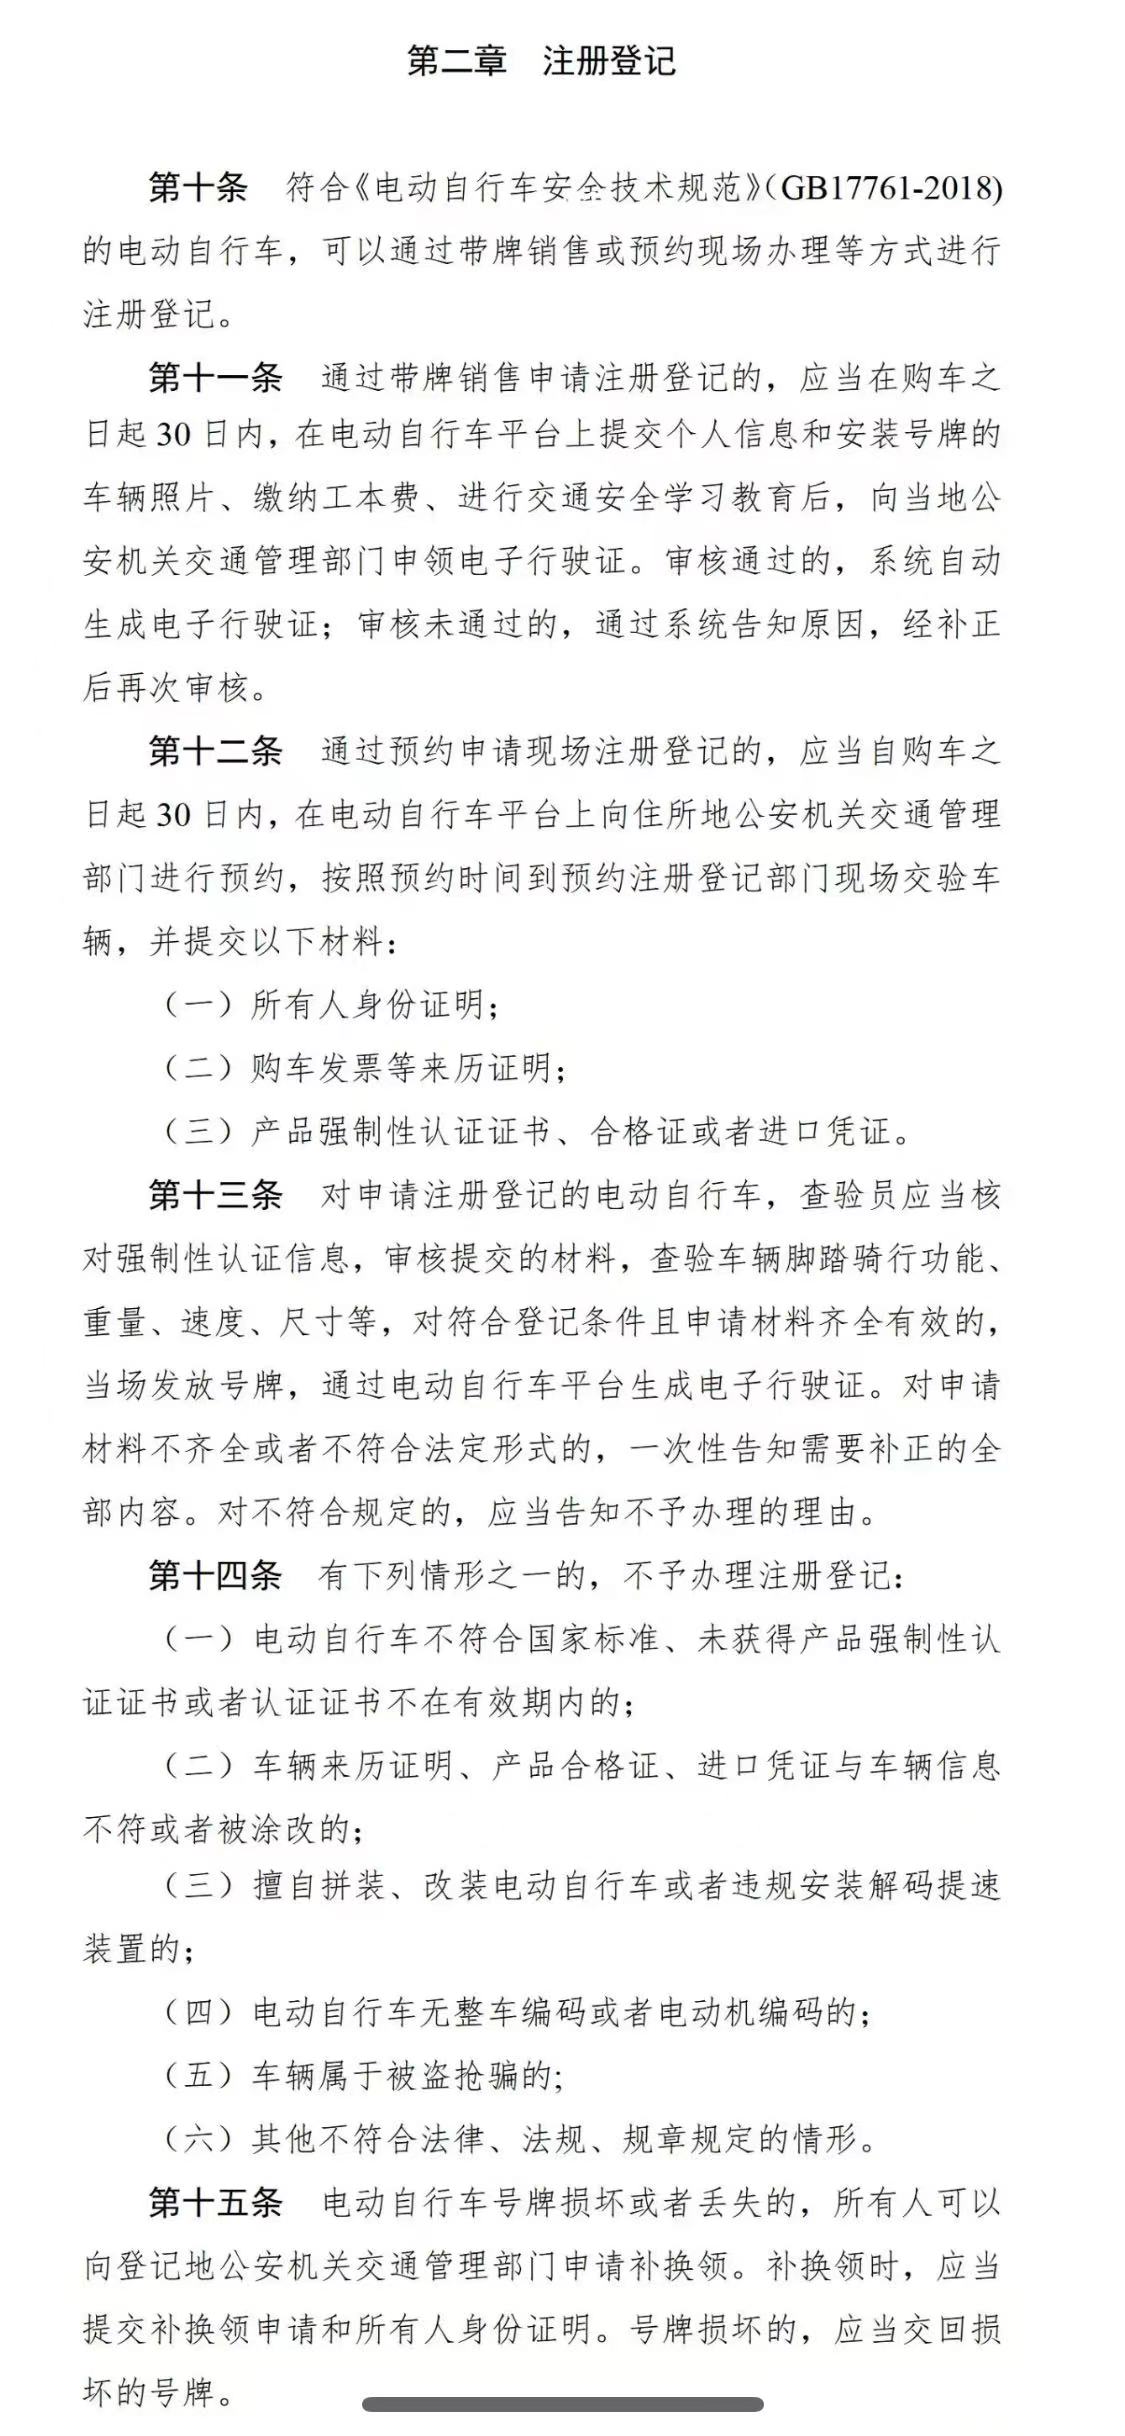 第二章　注册登记
第十条　符合《电动自行车安全技术规范》（GB17761-2018)
的电动自行车，可以通过带牌销售或预约现场办理等方式进行
注册登记。
第十一条　通过带牌销售申请注册登记的，应当在购车之
日起 30 日内，在电动自行车平台上提交个人信息和安装号牌的
车辆照片、缴纳工本费、进行交通安全学习教育后，向当地公
安机关交通管理部门申领电子行驶证。审核通过的，系统自动
生成电子行驶证；审核未通过的，通过系统告知原因，经补正
后再次审核。
第十二条　通过预约申请现场注册登记的，应当自购车之
日起 30 日内，在电动自行车平台上向住所地公安机关交通管理
部门进行预约，按照预约时间到预约注册登记部门现场交验车
辆，并提交以下材料：
（一）所有人身份证明；
（二）购车发票等来历证明；
（三）产品强制性认证证书、合格证或者进口凭证。
第十三条　对申请注册登记的电动自行车，查验员应当核
对强制性认证信息，审核提交的材料，查验车辆脚踏骑行功能、
重量、速度、尺寸等，对符合登记条件且申请材料齐全有效的，
当场发放号牌，通过电动自行车平台生成电子行驶证。对申请
材料不齐全或者不符合法定形式的，一次性告知需要补正的全
部内容。对不符合规定的，应当告知不予办理的理由。
第十四条　有下列情形之一的，不予办理注册登记：
（一）电动自行车不符合国家标准、未获得产品强制性认
证证书或者认证证书不在有效期内的；
（二）车辆来历证明、产品合格证、进口凭证与车辆信息
不符或者被涂改的；
（三）擅自拼装、改装电动自行车或者违规安装解码提速
装置的；
（四）电动自行车无整车编码或者电动机编码的；
（五）车辆属于被盗抢骗的;
（六）其他不符合法律、法规、规章规定的情形。
第十五条　电动自行车号牌损坏或者丢失的，所有人可以
向登记地公安机关交通管理部门申请补换领。补换领时，应当
提交补换领申请和所有人身份证明。号牌损坏的，应当交回损
坏的号牌。